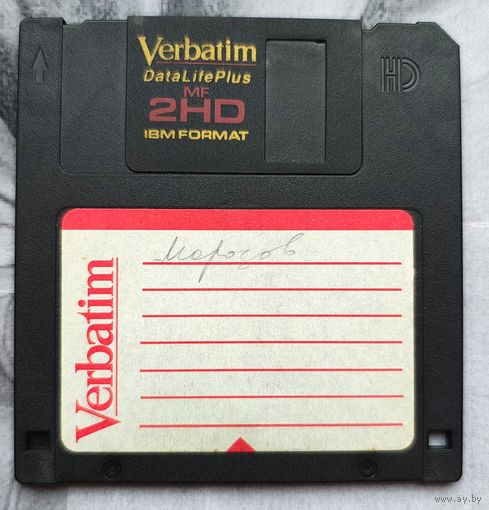 Verbatim
DataLifePlus
MF
2HD
IBM FORMAT
HD
Морозов
Verbatim
www.ay.by